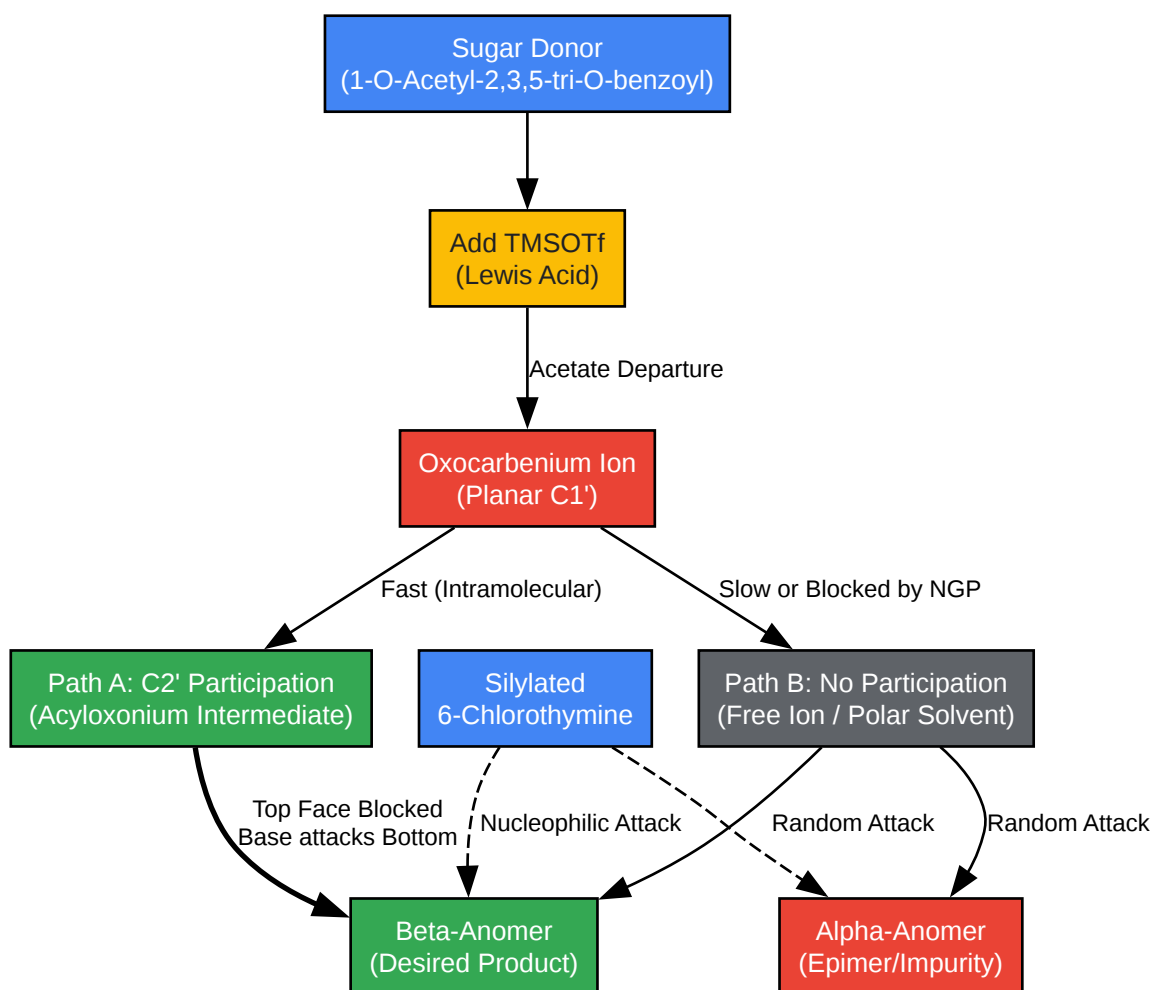 Sugar Donor
(1-O-Acetyl-2,3,5-tri-O-benzoyl)
Add TMSOTf
(Lewis Acid)
Acetate Departure
Oxocarbenium Ion
(Planar C1')
Fast (Intramolecular)
Slow or Blocked by NGP
Path A: C2' Participation
(Acyloxonium Intermediate)
Silylated
6-Chlorothymine
Path B: No Participation
(Free Ion / Polar Solvent)
Top Face Blocked
Base attacks Bottom
Nucleophilic Attack
Random Attack
Random Attack
Beta-Anomer
(Desired Product)
Alpha-Anomer
(Epimer/Impurity)